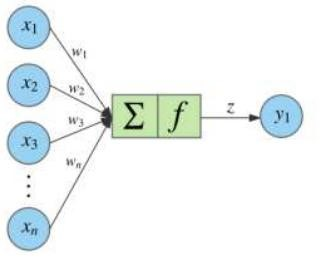 x₁
w₁
x₂
w₂
x₃
w₃
Σ f
z
y₁
wₙ
⋮
xₙ